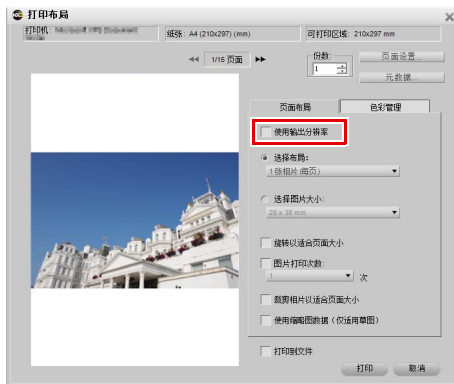 打印布局
打印机:
纸张: A4 (210x297) (mm)
可打印区域: 210x297 mm
1/15 页面
份数:
1
页面设置...
元数据...
页面布局
色彩管理
使用输出分辨率
选择布局:
1张相片 (每页)
选择图片大小:
25 x 38 mm
旋转以适合页面大小
图片打印次数:
1
次
裁剪相片以适合页面大小
使用缩略图数据 (仅适用草图)
打印到文件
打印
取消